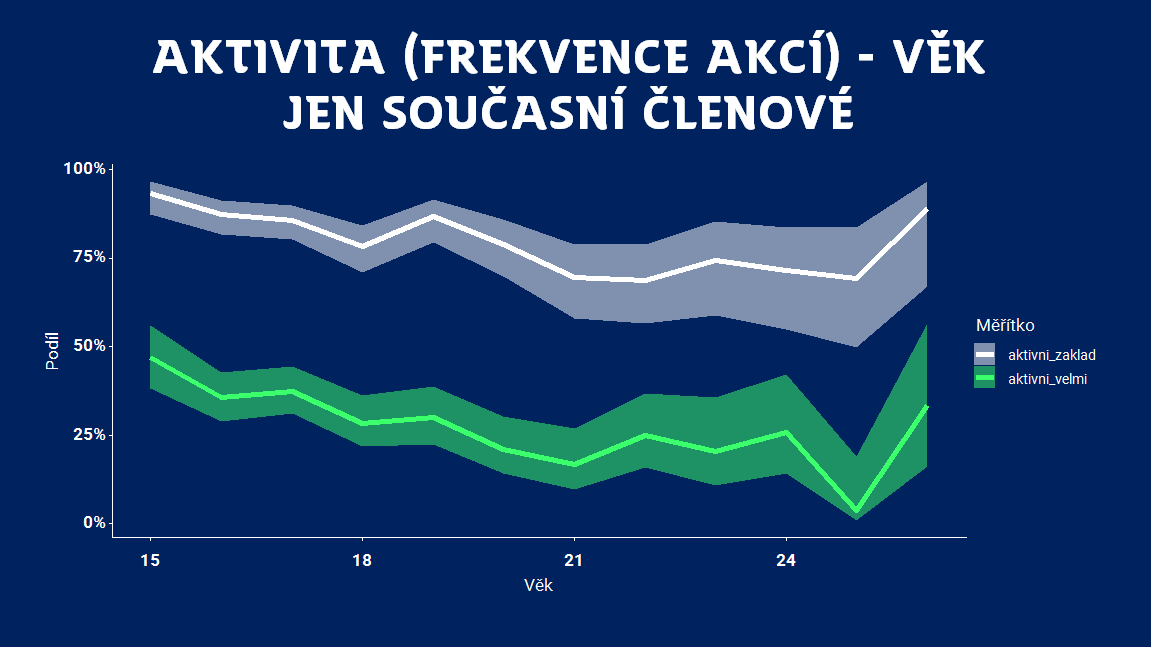 AKTIVITA (FREKVENCE AKCÍ) - VĚK
JEN SOUČASNÍ ČLENOVÉ
100%
75%
50%
25%
0%
Podíl
15
18
21
24
Věk
Měřítko
aktivni_zaklad
aktivni_velmi